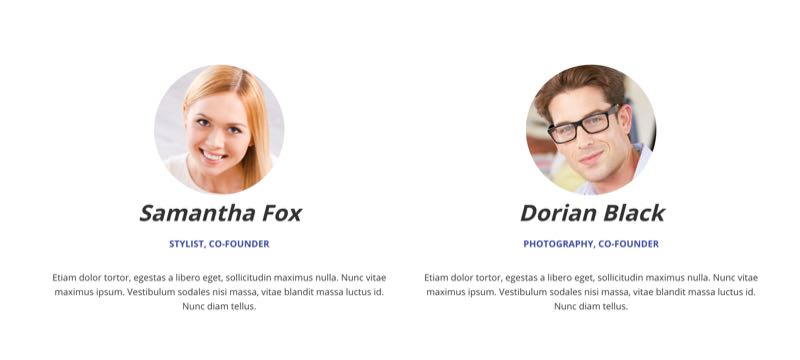 Samantha Fox
STYLIST, CO-FOUNDER
Etiam dolor tortor, egestas a libero eget, sollicitudin maximus nulla. Nunc vitae
maximus ipsum. Vestibulum sodales nisi massa, vitae blandit massa luctus id.
Nunc diam tellus.
Dorian Black
PHOTOGRAPHY, CO-FOUNDER
Etiam dolor tortor, egestas a libero eget, sollicitudin maximus nulla. Nunc vitae
maximus ipsum. Vestibulum sodales nisi massa, vitae blandit massa luctus id.
Nunc diam tellus.